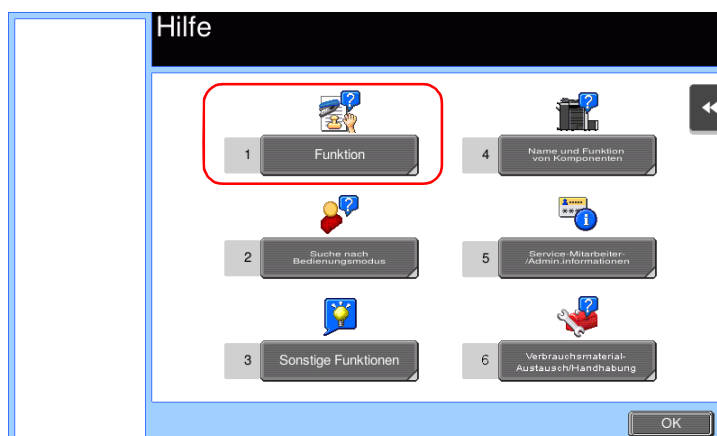 Hilfe
1 Funktion
4 Name und Funktion
von Komponenten
2 Suche nach
Bedienungsmodus
5 Service-Mitarbeiter-
/Admin.informationen
3 Sonstige Funktionen
6 Verbrauchsmaterial-
Austausch/Handhabung
OK